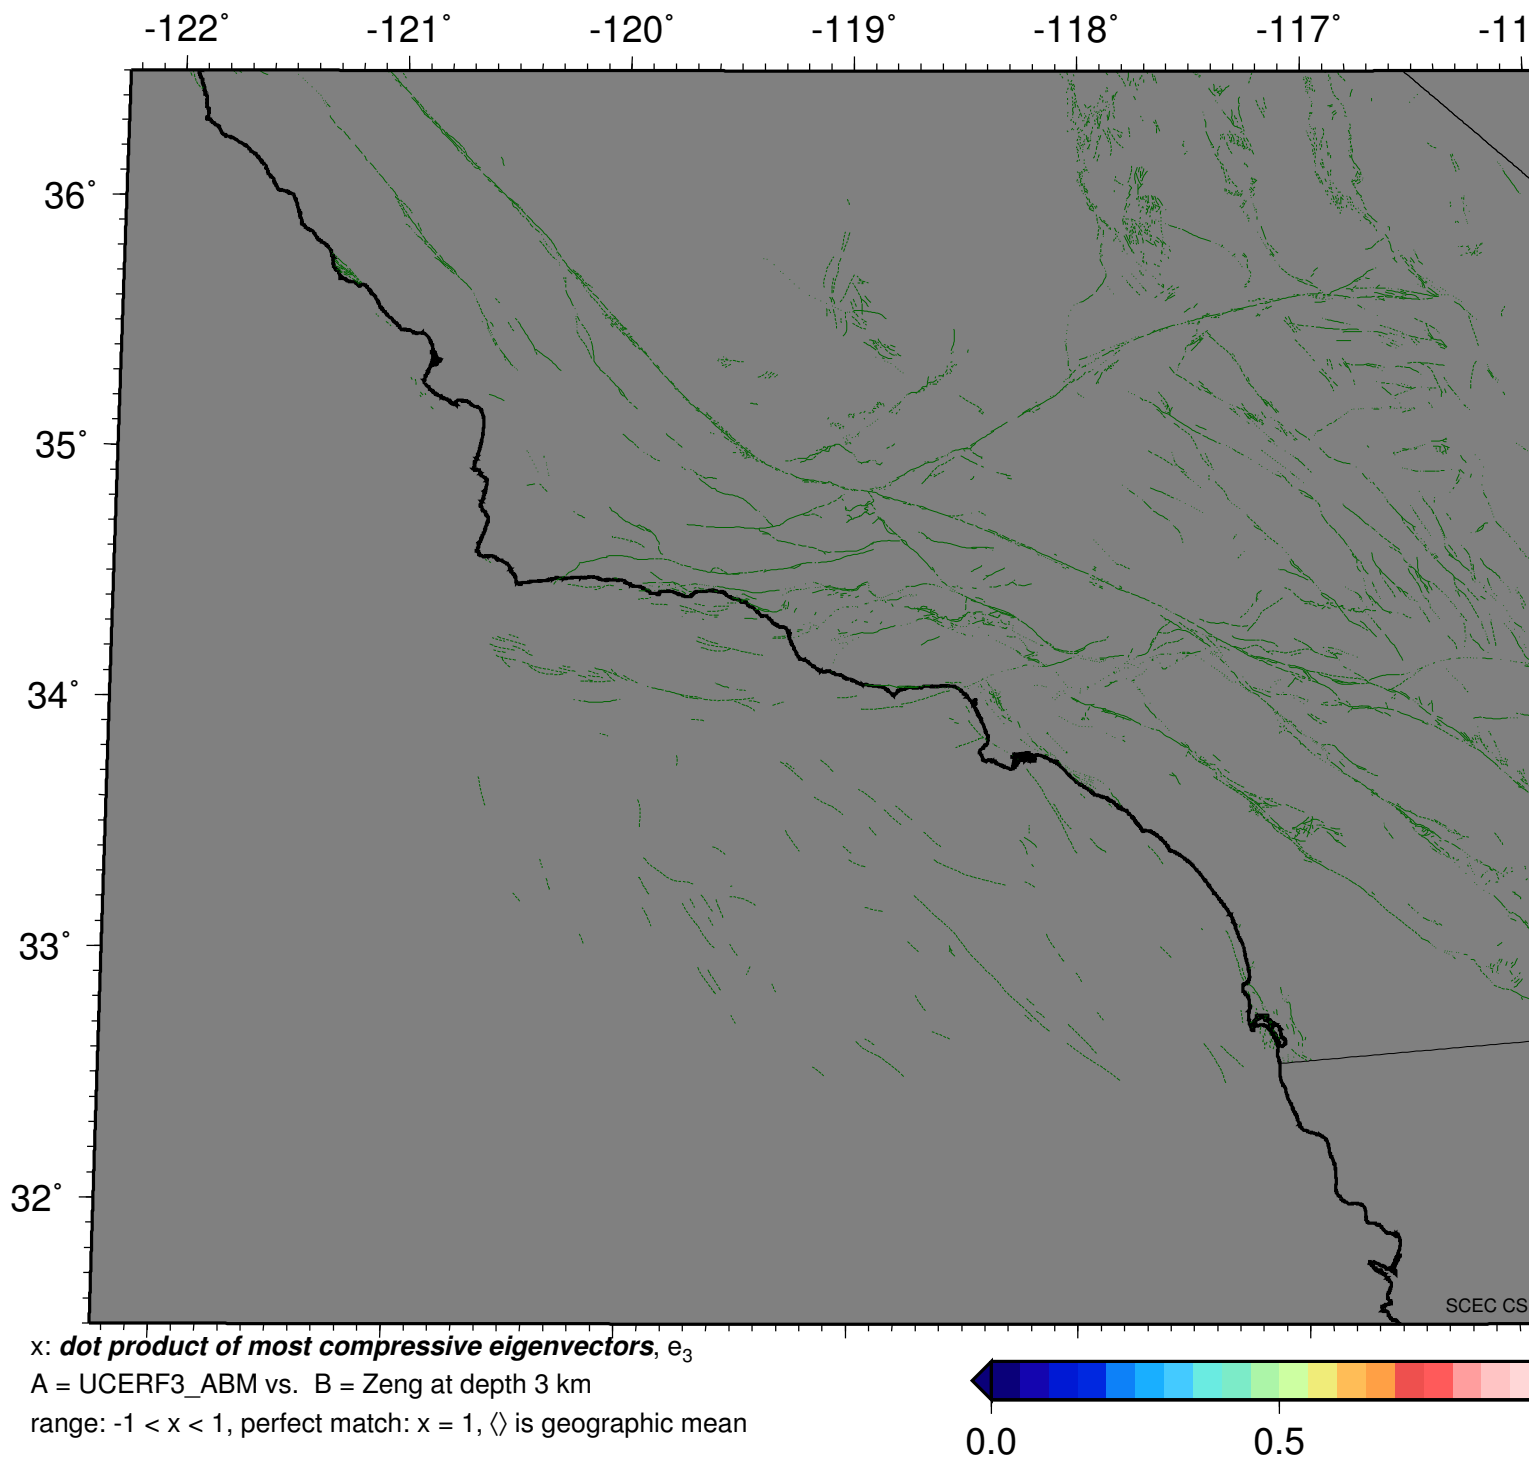 -122˚ -121˚ -120˚ -119˚ -118˚ -117˚ -11
36˚
35˚
34˚
33˚
32˚
SCEC CS
x: dot product of most compressive eigenvectors, e3
A = UCERF3_ABM vs. B = Zeng at depth 3 km
range: -1 < x < 1, perfect match: x = 1, ⟨⟩ is geographic mean
0.0 0.5